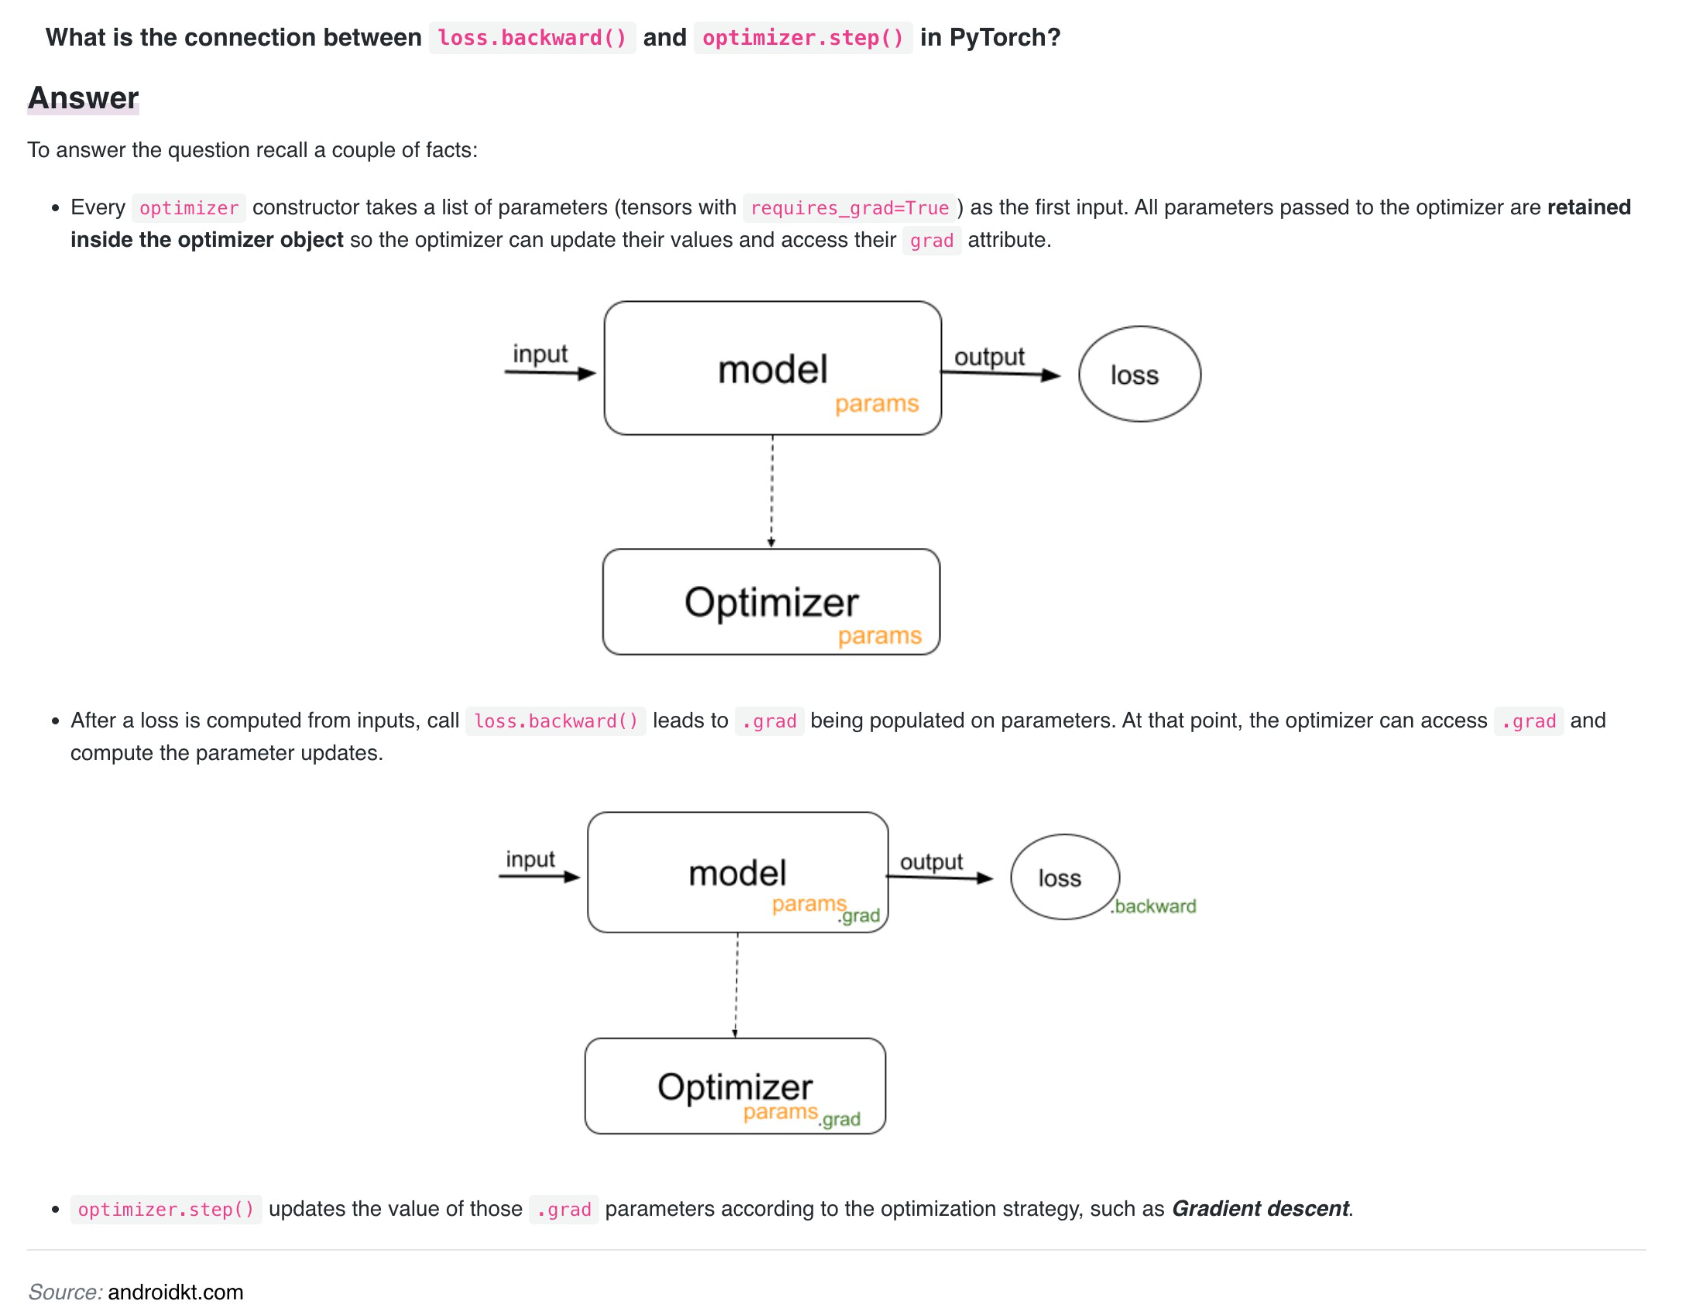 What is the connection between loss.backward() and optimizer.step() in PyTorch?
Answer
To answer the question recall a couple of facts:
• Every optimizer constructor takes a list of parameters (tensors with requires_grad=True ) as the first input. All parameters passed to the optimizer are retained
inside the optimizer object so the optimizer can update their values and access their grad attribute.
input
model
params
output
loss
Optimizer
params
• After a loss is computed from inputs, call loss.backward() leads to .grad being populated on parameters. At that point, the optimizer can access .grad and
compute the parameter updates.
input
model
params.grad
output
loss
.backward
Optimizer
params.grad
• optimizer.step() updates the value of those .grad parameters according to the optimization strategy, such as Gradient descent.
Source: androidkt.com